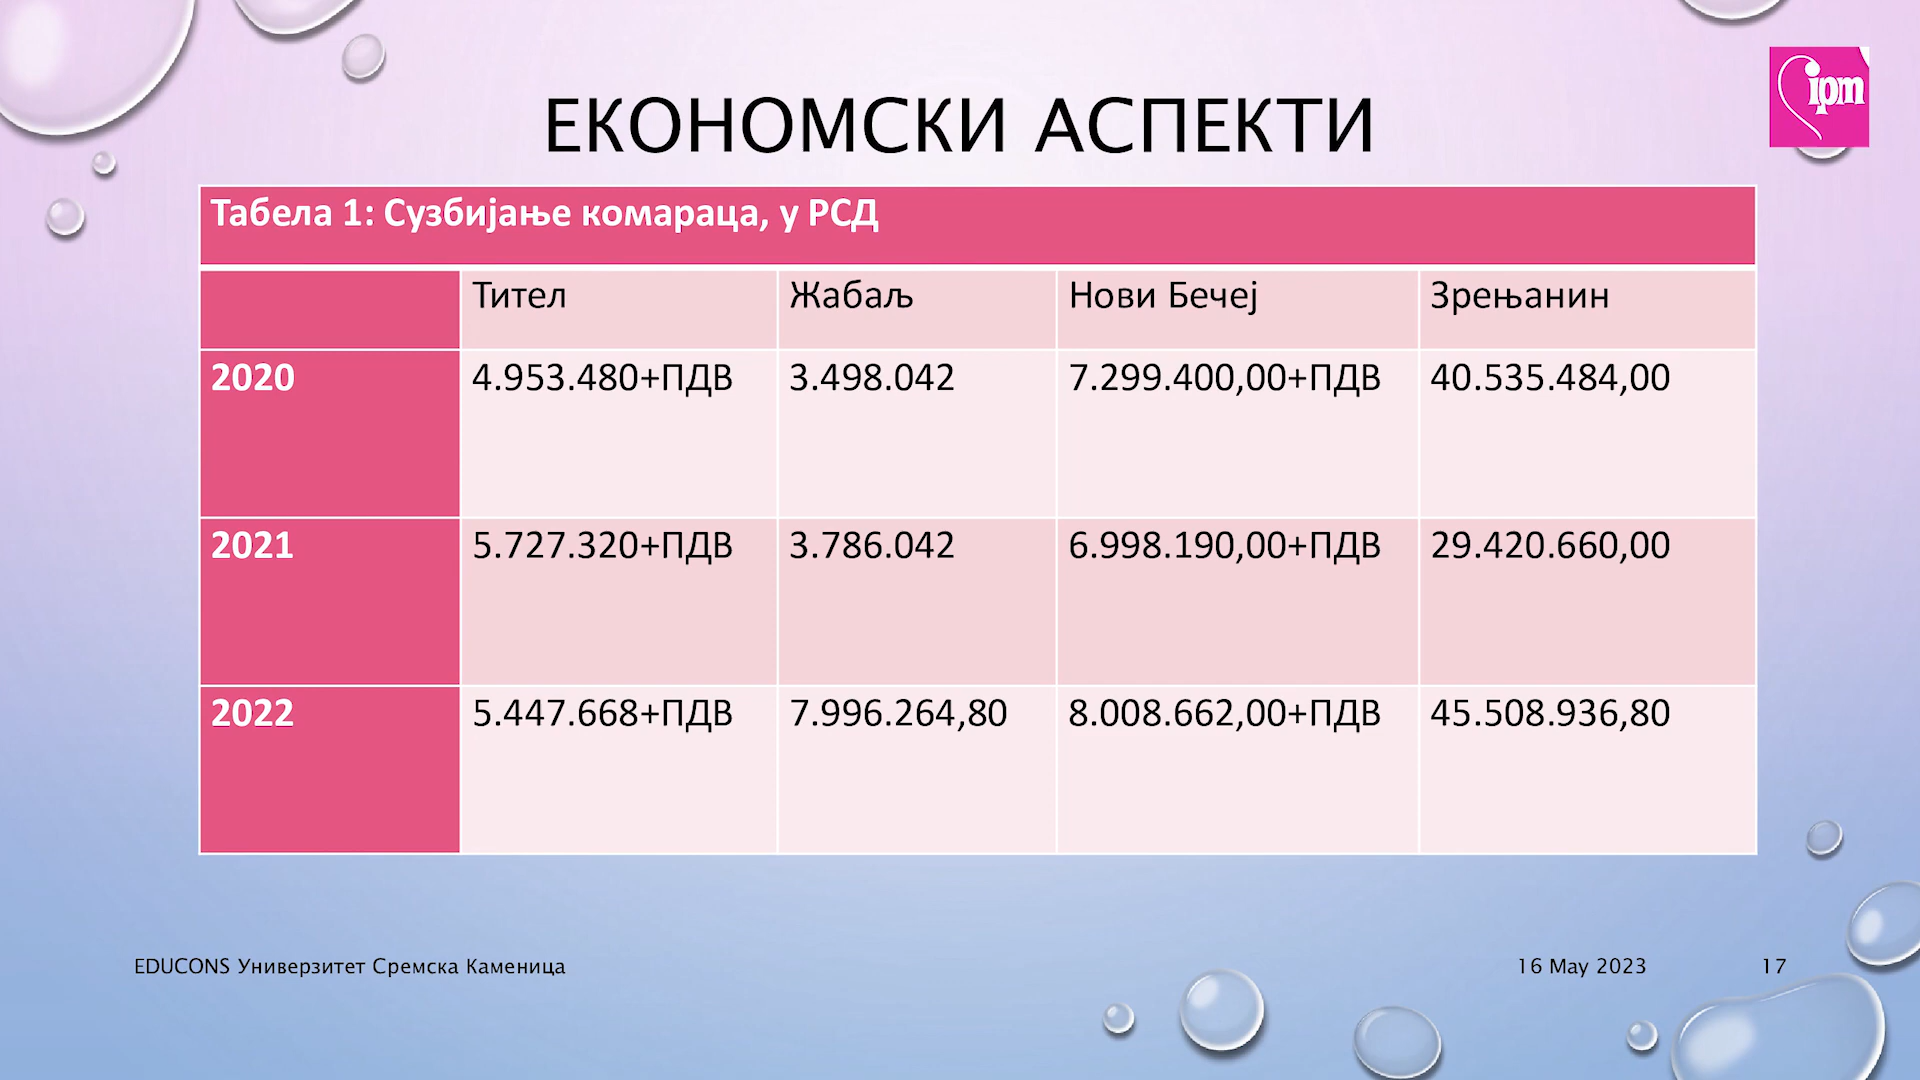 ipm
ЕКОНОМСКИ АСПЕКТИ
Табела 1: Сузбијање комараца, у РСД
Тител Жабаљ Нови Бечеј Зрењанин
2020 4.953.480+ПДВ 3.498.042 7.299.400,00+ПДВ 40.535.484,00
2021 5.727.320+ПДВ 3.786.042 6.998.190,00+ПДВ 29.420.660,00
2022 5.447.668+ПДВ 7.996.264,80 8.008.662,00+ПДВ 45.508.936,80
EDUCONS Универзитет Сремска Каменица 16 May 2023 17